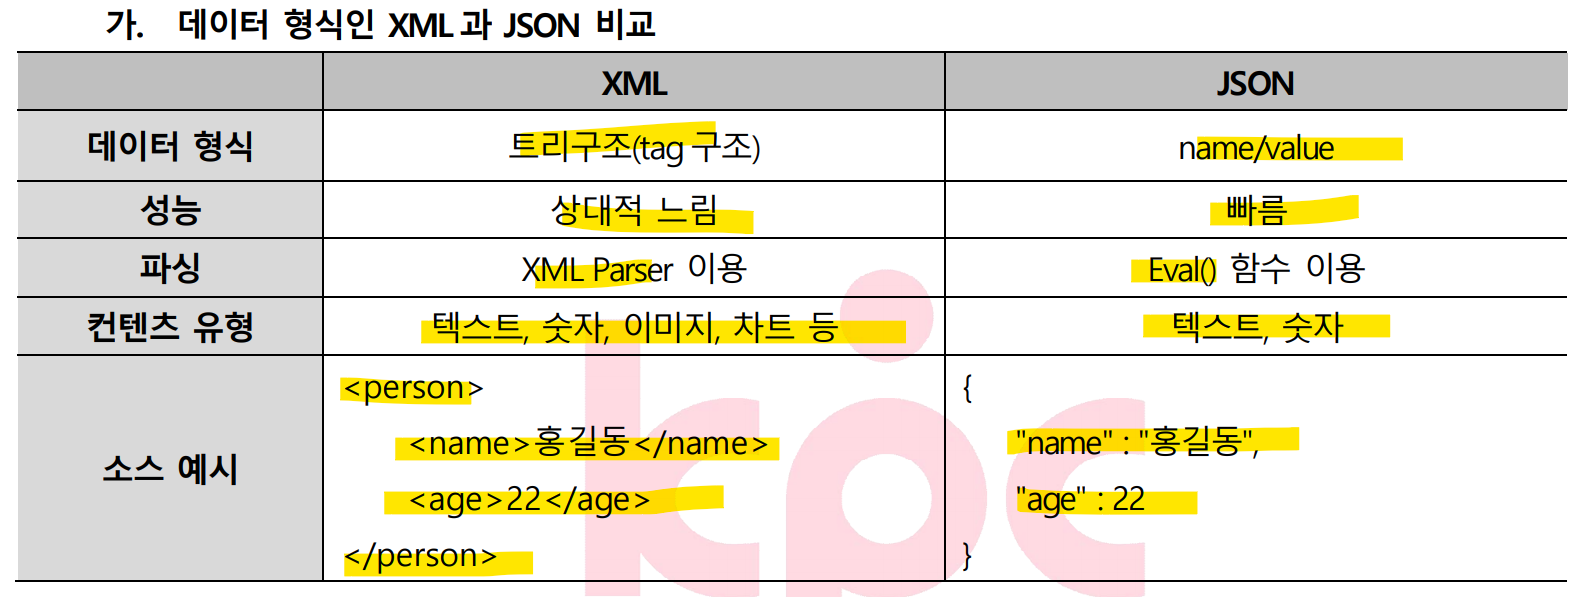 가. 데이터 형식인 XML과 JSON 비교
XML JSON
데이터 형식 트리구조(tag 구조) name/value
성능 상대적 느림 빠름
파싱 XML Parser 이용 Eval() 함수 이용
컨텐츠 유형 텍스트, 숫자, 이미지, 차트 등 텍스트, 숫자
소스 예시
<person>
<name>홍길동</name>
<age>22</age>
</person>
{
"name" : "홍길동",
"age" : 22
}
kpc